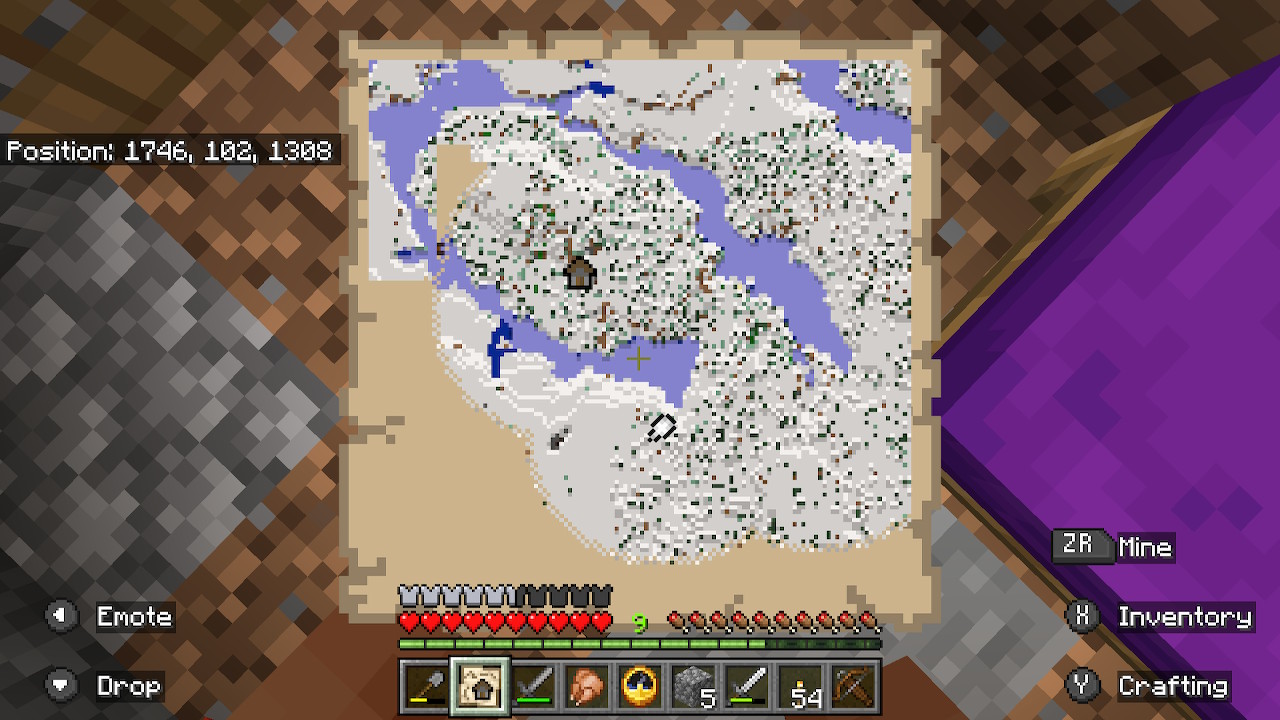 Position: 1746, 102, 1308
ZR Mine
Emote
X Inventory
9
Drop
5
54
Y Crafting